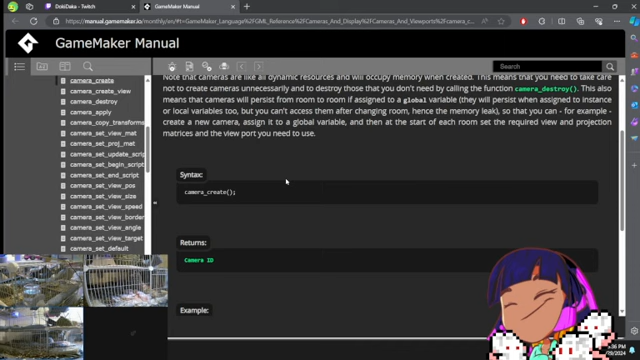 DokiDaka - Twitch
GameMaker Manual
https://manual.gamemaker.io/monthly/en/#t=GameMaker_Language%2FGML_Reference%2FCameras_And_Display%2FCameras_And_Viewports%2Fcamera_c...
GameMaker Manual
Search
camera_create
camera_create_view
camera_destroy
camera_apply
camera_copy_transforms
camera_set_view_mat
camera_set_proj_mat
camera_set_update_script
camera_set_begin_script
camera_set_end_script
camera_set_view_pos
camera_set_view_size
camera_set_view_speed
camera_set_view_border
camera_set_view_angle
camera_set_view_target
camera_set_default
Note that cameras are like all dynamic resources and will occupy memory when created. This means that you need to take care
not to create cameras unnecessarily and to destroy those that you don't need by calling the function camera_destroy(). This
also means that cameras will persist from room to room if assigned to a global variable (they will persist when assigned to instance
or local variables too, but you can't access them after changing room, hence the memory leak), so that you can - for example -
create a new camera, assign it to a global variable, and then at the start of each room set the required view and projection
matrices and the view port you need to use.
Syntax:
camera_create();
Returns:
Camera ID
Example: